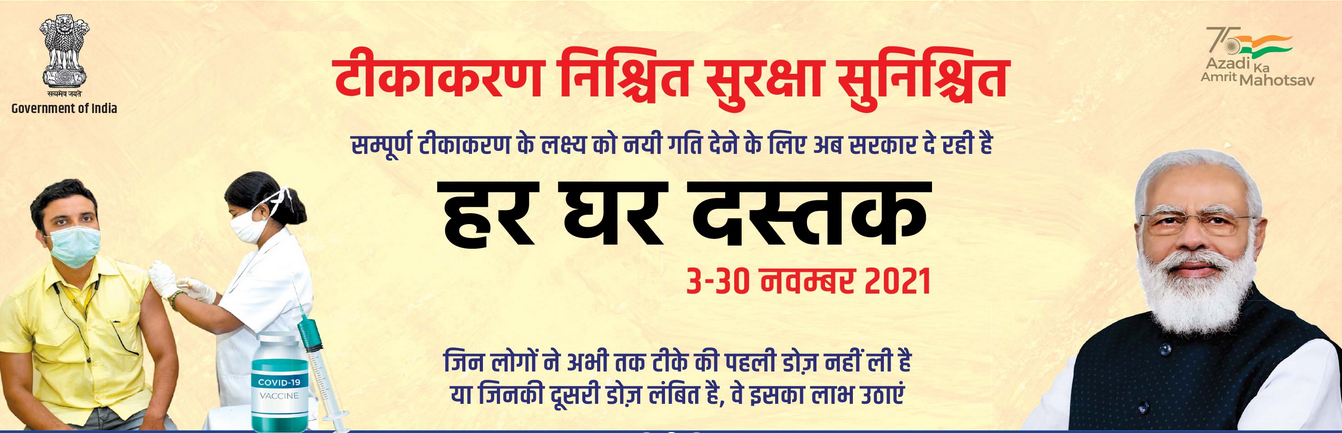 सत्यमेव जयते
Government of India
75
Azadi Ka
Amrit Mahotsav
टीकाकरण निश्चित सुरक्षा सुनिश्चित
सम्पूर्ण टीकाकरण के लक्ष्य को नयी गति देने के लिए अब सरकार दे रही है
हर घर दस्तक
3-30 नवम्बर 2021
COVID-19
VACCINE
जिन लोगों ने अभी तक टीके की पहली डोज़ नहीं ली है
या जिनकी दूसरी डोज़ लंबित है, वे इसका लाभ उठाएं